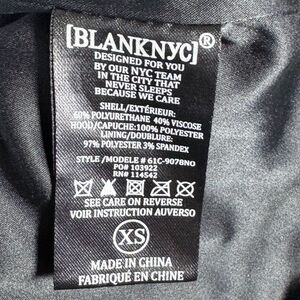 [BLANKNYC]®
DESIGNED FOR YOU
BY OUR NYC TEAM
IN THE CITY THAT
NEVER SLEEPS
BECAUSE WE CARE
SHELL/EXTÉRIEUR:
60% POLYURETHANE 40% VISCOSE
HOOD/CAPUCHE:100% POLYESTER
LINING/DOUBLURE:
97% POLYESTER 3% SPANDEX
STYLE/MODELE # 61C-9078NO
PO# 103922
RN# 114542
SEE CARE ON REVERSE
VOIR INSTRUCTION AUVERSO
XS
MADE IN CHINA
FABRIQUÉ EN CHINE